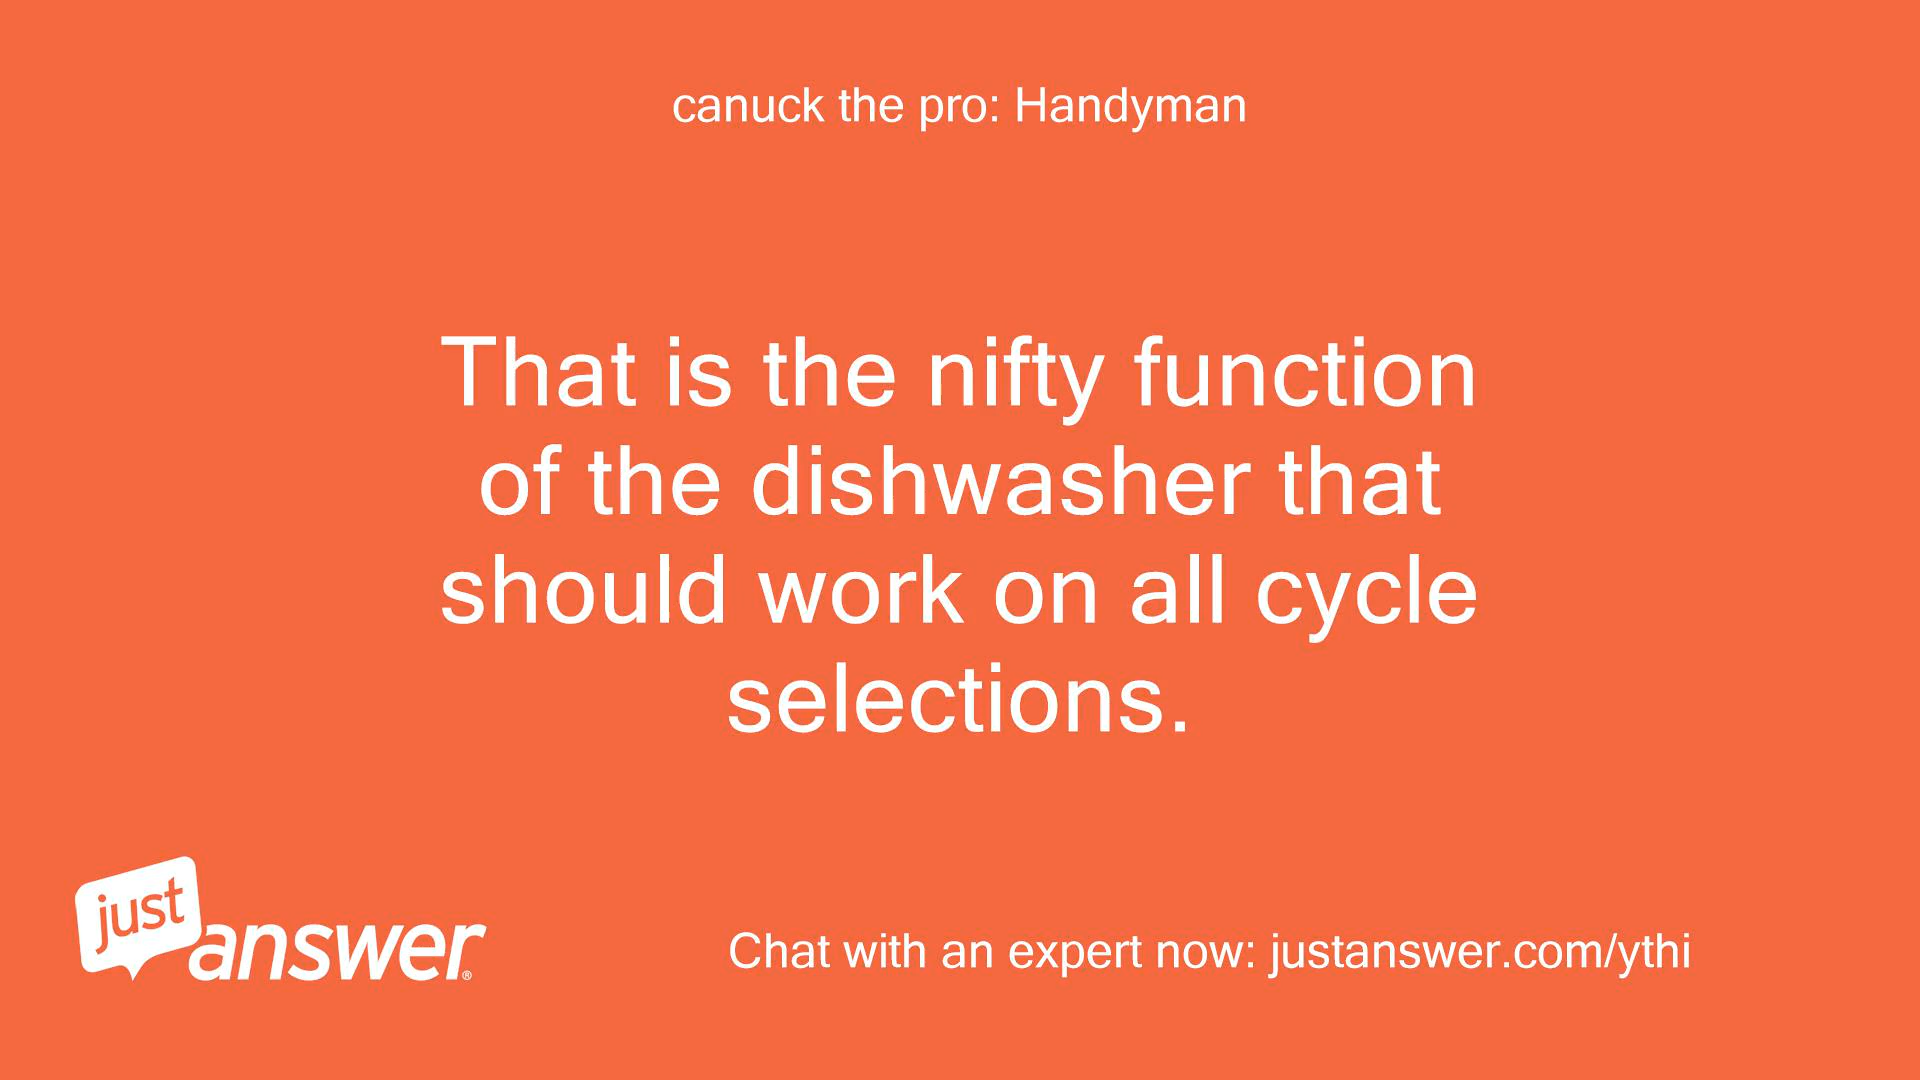 canuck the pro: Handyman
That is the nifty function
of the dishwasher that
should work on all cycle
selections.
just
answer®
Chat with an expert now: justanswer.com/ythi